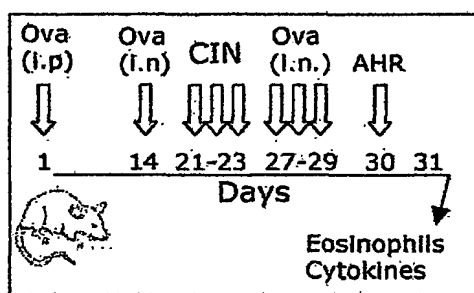 Ova Ova CIN Ova
(i.p) (i.n) (i.n.) AHR
1 14 21-23 27-29 30 31
Days
Eosinophils
Cytokines